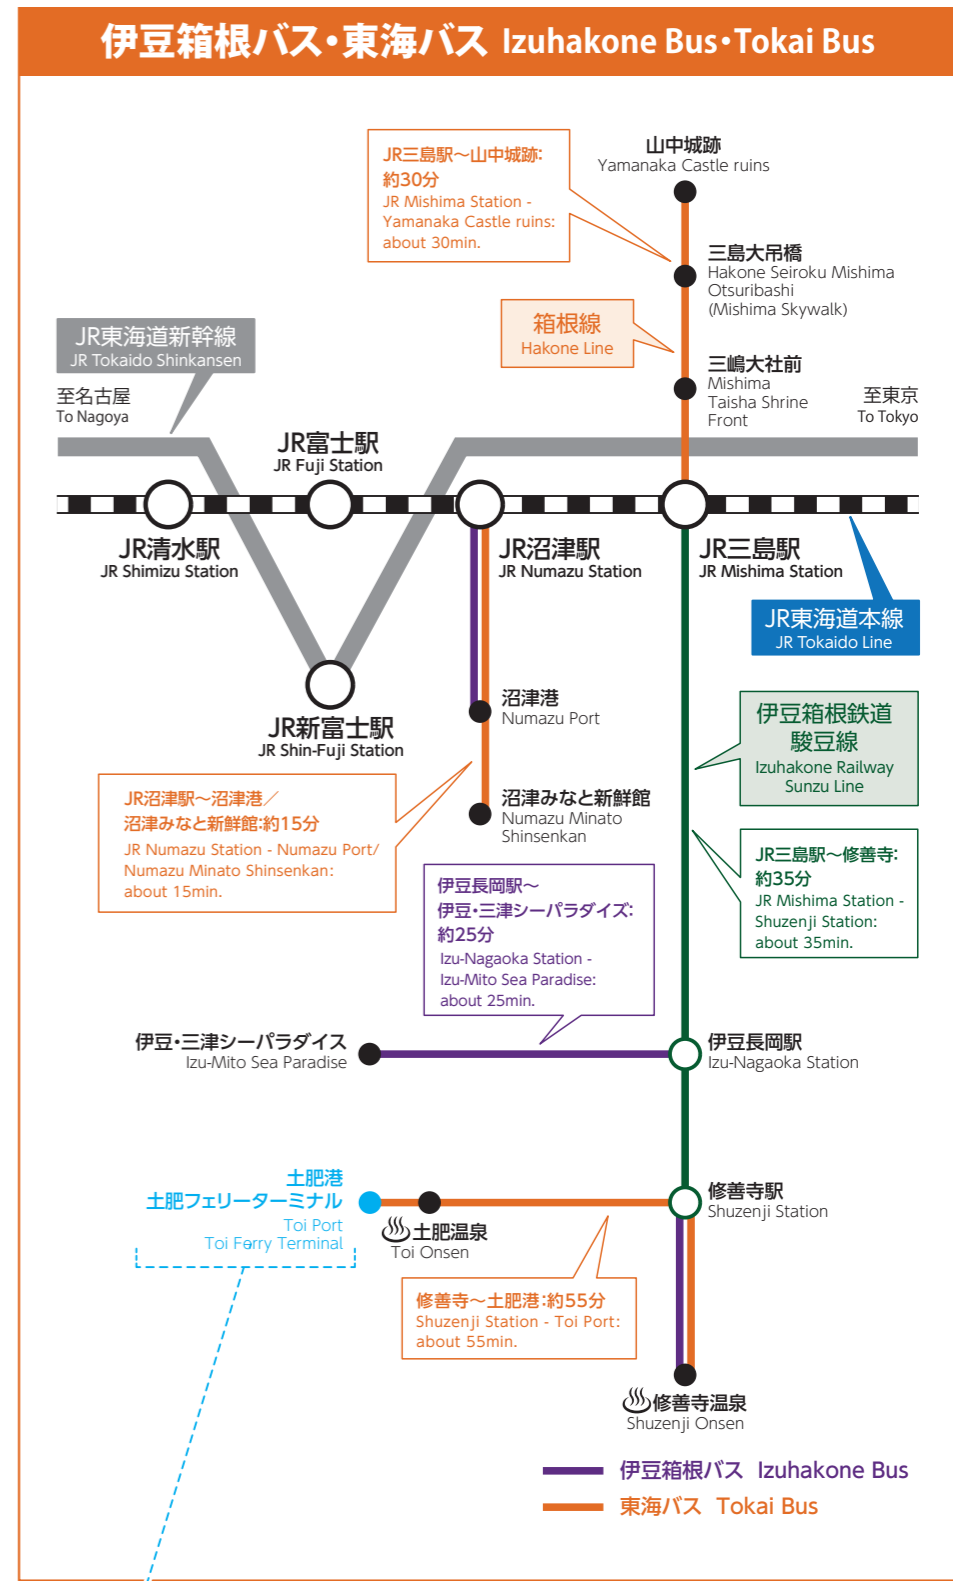 伊豆箱根バス・東海バス Izuhakone Bus・Tokai Bus
山中城跡
Yamanaka Castle ruins
JR三島駅〜山中城跡:
約30分
JR Mishima Station -
Yamanaka Castle ruins:
about 30min.
三島大吊橋
Hakone Seiroku Mishima
Otsuribashi
(Mishima Skywalk)
箱根線
Hakone Line
三嶋大社前
Mishima
Taisha Shrine
Front
JR東海道新幹線
JR Tokaido Shinkansen
至名古屋
To Nagoya
至東京
To Tokyo
JR富士駅
JR Fuji Station
JR清水駅
JR Shimizu Station
JR沼津駅
JR Numazu Station
JR三島駅
JR Mishima Station
JR東海道本線
JR Tokaido Line
JR新富士駅
JR Shin-Fuji Station
沼津港
Numazu Port
伊豆箱根鉄道
駿豆線
Izuhakone Railway
Sunzu Line
JR沼津駅〜沼津港/
沼津みなと新鮮館:約15分
JR Numazu Station - Numazu Port/
Numazu Minato Shinsenkan:
about 15min.
沼津みなと新鮮館
Numazu Minato
Shinsenkan
JR三島駅〜修善寺:
約35分
JR Mishima Station -
Shuzenji Station:
about 35min.
伊豆長岡駅〜
伊豆・三津シーパラダイズ:
約25分
Izu-Nagaoka Station -
Izu-Mito Sea Paradise:
about 25min.
伊豆・三津シーパラダイス
Izu-Mito Sea Paradise
伊豆長岡駅
Izu-Nagaoka Station
土肥港
土肥フェリーターミナル
Toi Port
Toi Ferry Terminal
土肥温泉
Toi Onsen
修善寺駅
Shuzenji Station
修善寺〜土肥港:約55分
Shuzenji Station - Toi Port:
about 55min.
修善寺温泉
Shuzenji Onsen
伊豆箱根バス Izuhakone Bus
東海バス Tokai Bus